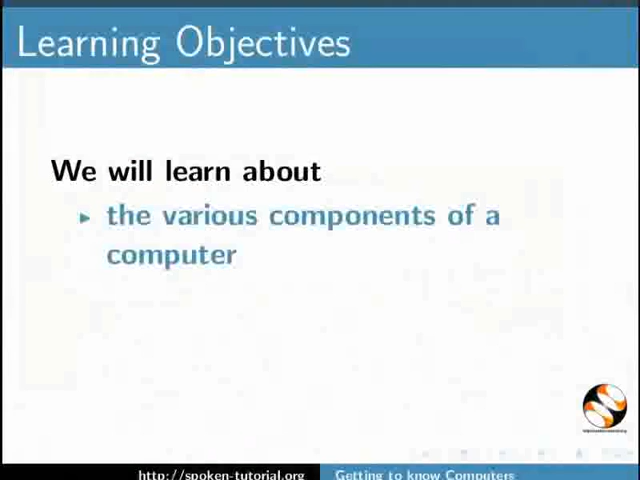 Learning Objectives
We will learn about
the various components of a
computer
http://spoken-tutorial.org Getting to know Computers